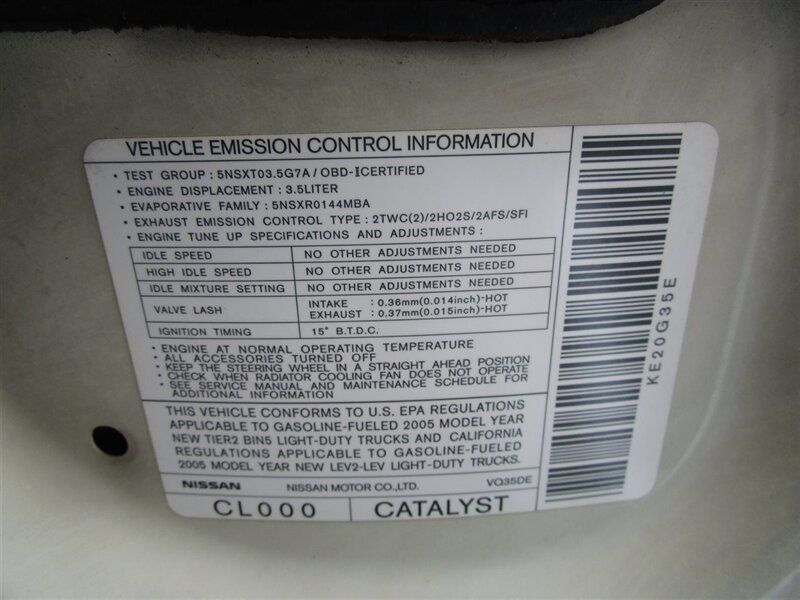 VEHICLE EMISSION CONTROL INFORMATION
• TEST GROUP : 5NSXT03.5G7A / OBD-ⅡCERTIFIED
• ENGINE DISPLACEMENT : 3.5LITER
• EVAPORATIVE FAMILY : 5NSXR0144MBA
• EXHAUST EMISSION CONTROL TYPE : 2TWC(2)/2HO2S/2AFS/SFI
• ENGINE TUNE UP SPECIFICATIONS AND ADJUSTMENTS :
IDLE SPEED NO OTHER ADJUSTMENTS NEEDED
HIGH IDLE SPEED NO OTHER ADJUSTMENTS NEEDED
IDLE MIXTURE SETTING NO OTHER ADJUSTMENTS NEEDED
VALVE LASH INTAKE : 0.36mm(0.014inch)-HOT
EXHAUST : 0.37mm(0.015inch)-HOT
IGNITION TIMING 15° B.T.D.C.
• ENGINE AT NORMAL OPERATING TEMPERATURE
• ALL ACCESSORIES TURNED OFF
• KEEP THE STEERING WHEEL IN A STRAIGHT AHEAD POSITION
• CHECK WHEN RADIATOR COOLING FAN DOES NOT OPERATE
• SEE SERVICE MANUAL AND MAINTENANCE SCHEDULE FOR
ADDITIONAL INFORMATION
THIS VEHICLE CONFORMS TO U.S. EPA REGULATIONS
APPLICABLE TO GASOLINE-FUELED 2005 MODEL YEAR
NEW TIER2 BIN5 LIGHT-DUTY TRUCKS AND CALIFORNIA
REGULATIONS APPLICABLE TO GASOLINE-FUELED
2005 MODEL YEAR NEW LEV2-LEV LIGHT-DUTY TRUCKS.
NISSAN NISSAN MOTOR CO.,LTD. VQ35DE
CL000 CATALYST
KE20G35E